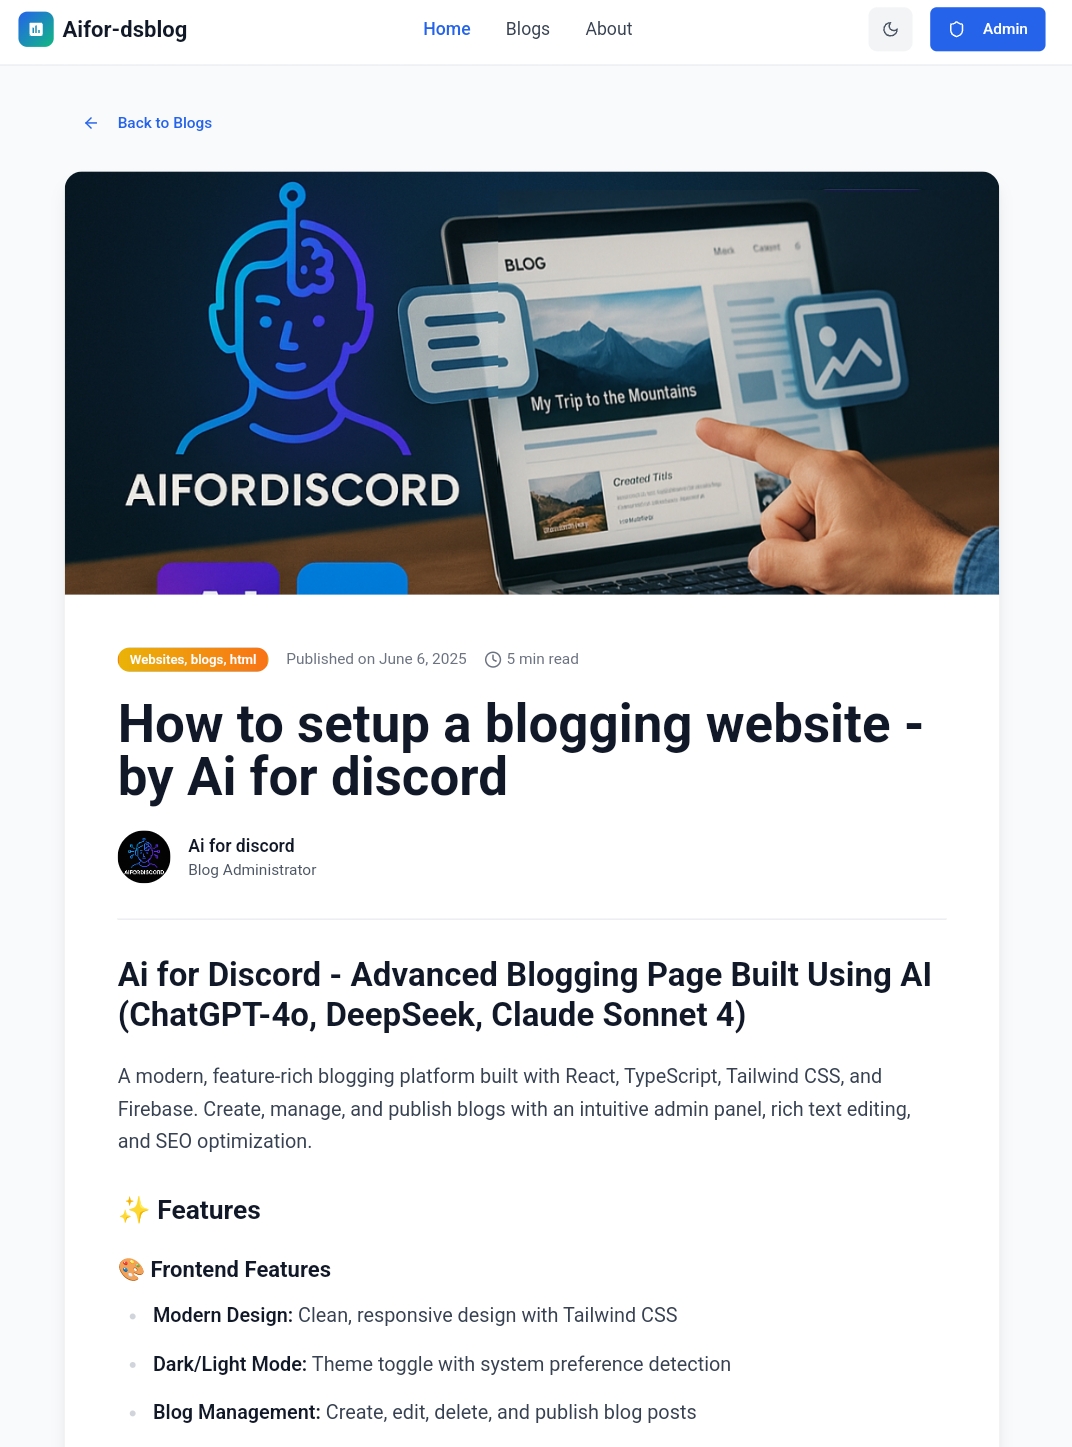 Aifor-dsblog
Home
Blogs
About
Admin
Back to Blogs
BLOG
My Trip to the Mountains
Created
AIFORDISCORD
Websites, blogs, html
Published on June 6, 2025
5 min read
How to setup a blogging website -
by Ai for discord
AIFORDISCORD
Ai for discord
Blog Administrator
Ai for Discord - Advanced Blogging Page Built Using AI
(ChatGPT-4o, DeepSeek, Claude Sonnet 4)
A modern, feature-rich blogging platform built with React, TypeScript, Tailwind CSS, and
Firebase. Create, manage, and publish blogs with an intuitive admin panel, rich text editing,
and SEO optimization.
✨ Features
🎨 Frontend Features
Modern Design: Clean, responsive design with Tailwind CSS
Dark/Light Mode: Theme toggle with system preference detection
Blog Management: Create, edit, delete, and publish blog posts